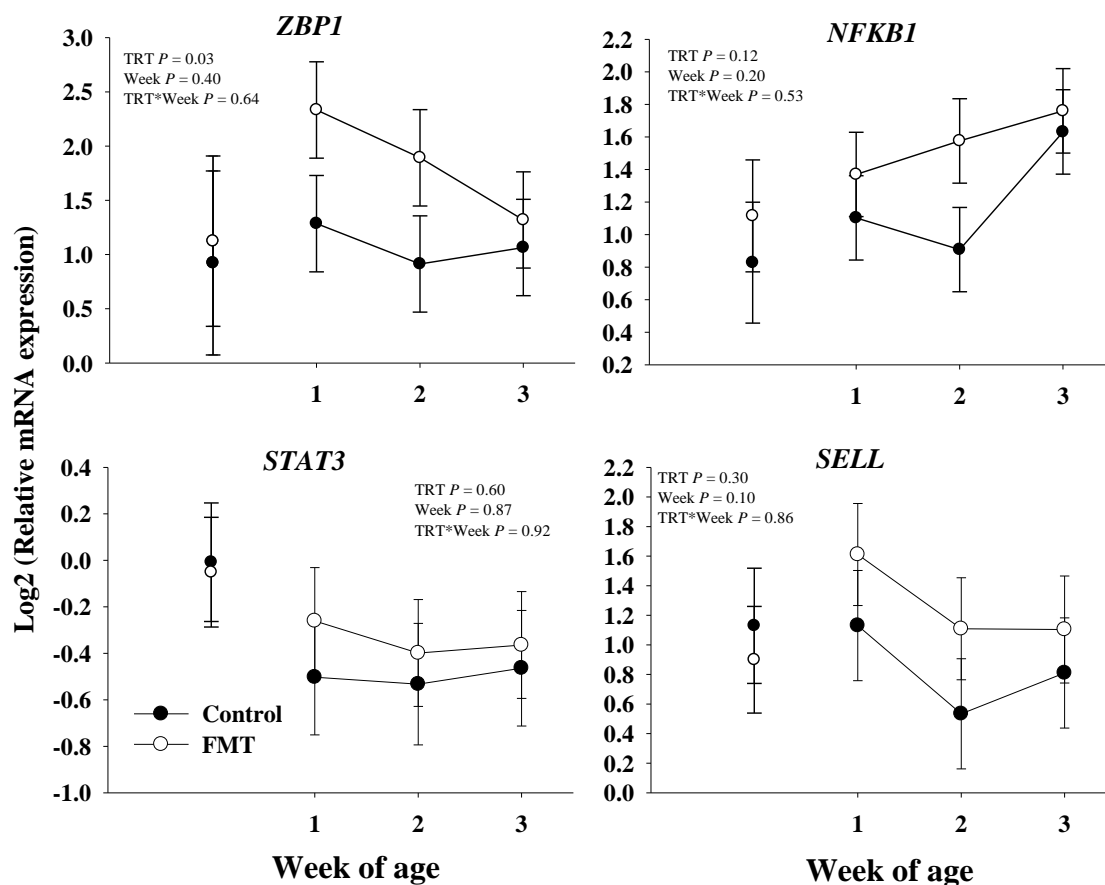 ZBP1
TRT P = 0.03
Week P = 0.40
TRT*Week P = 0.64
3.0
2.5
2.0
1.5
1.0
0.5
0.0
1 2 3
NFKB1
TRT P = 0.12
Week P = 0.20
TRT*Week P = 0.53
2.2
2.0
1.8
1.6
1.4
1.2
1.0
0.8
0.6
0.4
0.2
1 2 3
Log2 (Relative mRNA expression)
STAT3
TRT P = 0.60
Week P = 0.87
TRT*Week P = 0.92
0.4
0.2
0.0
-0.2
-0.4
-0.6
-0.8
-1.0
Control
FMT
1 2 3
Week of age
SELL
TRT P = 0.30
Week P = 0.10
TRT*Week P = 0.86
2.2
2.0
1.8
1.6
1.4
1.2
1.0
0.8
0.6
0.4
0.2
0.0
1 2 3
Week of age